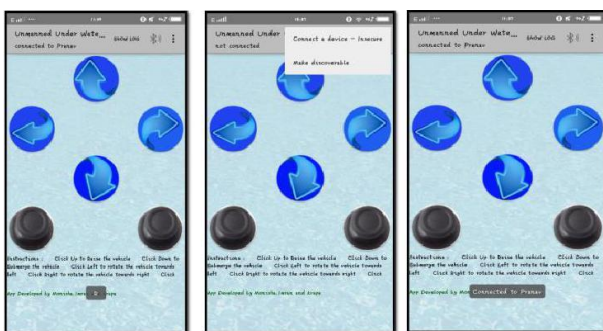 Unmanned Under Wate... SHOW LOG
connected to Pranav
Instructions : Click Up to Raise the vehicle Click Down to
Submerge the vehicle Click Left to rotate the vehicle towards
left Click Right to rotate the vehicle towards right Click
App Developed by
Unmanned Under
not connected
Connect a device - Insecure
Make discoverable
Instructions : Click Up to Raise the vehicle Click Down to
Submerge the vehicle Click Left to rotate the vehicle towards
left Click Right to rotate the vehicle towards right Click
App Developed by and
Unmanned Under Wate... SHOW LOG
connected to Pranav
Instructions : Click Up to Raise the vehicle Click Down to
Submerge the vehicle Click Left to rotate the vehicle towards
left Click Right to rotate the vehicle towards right Click
App Developed by
Connected to Pranav